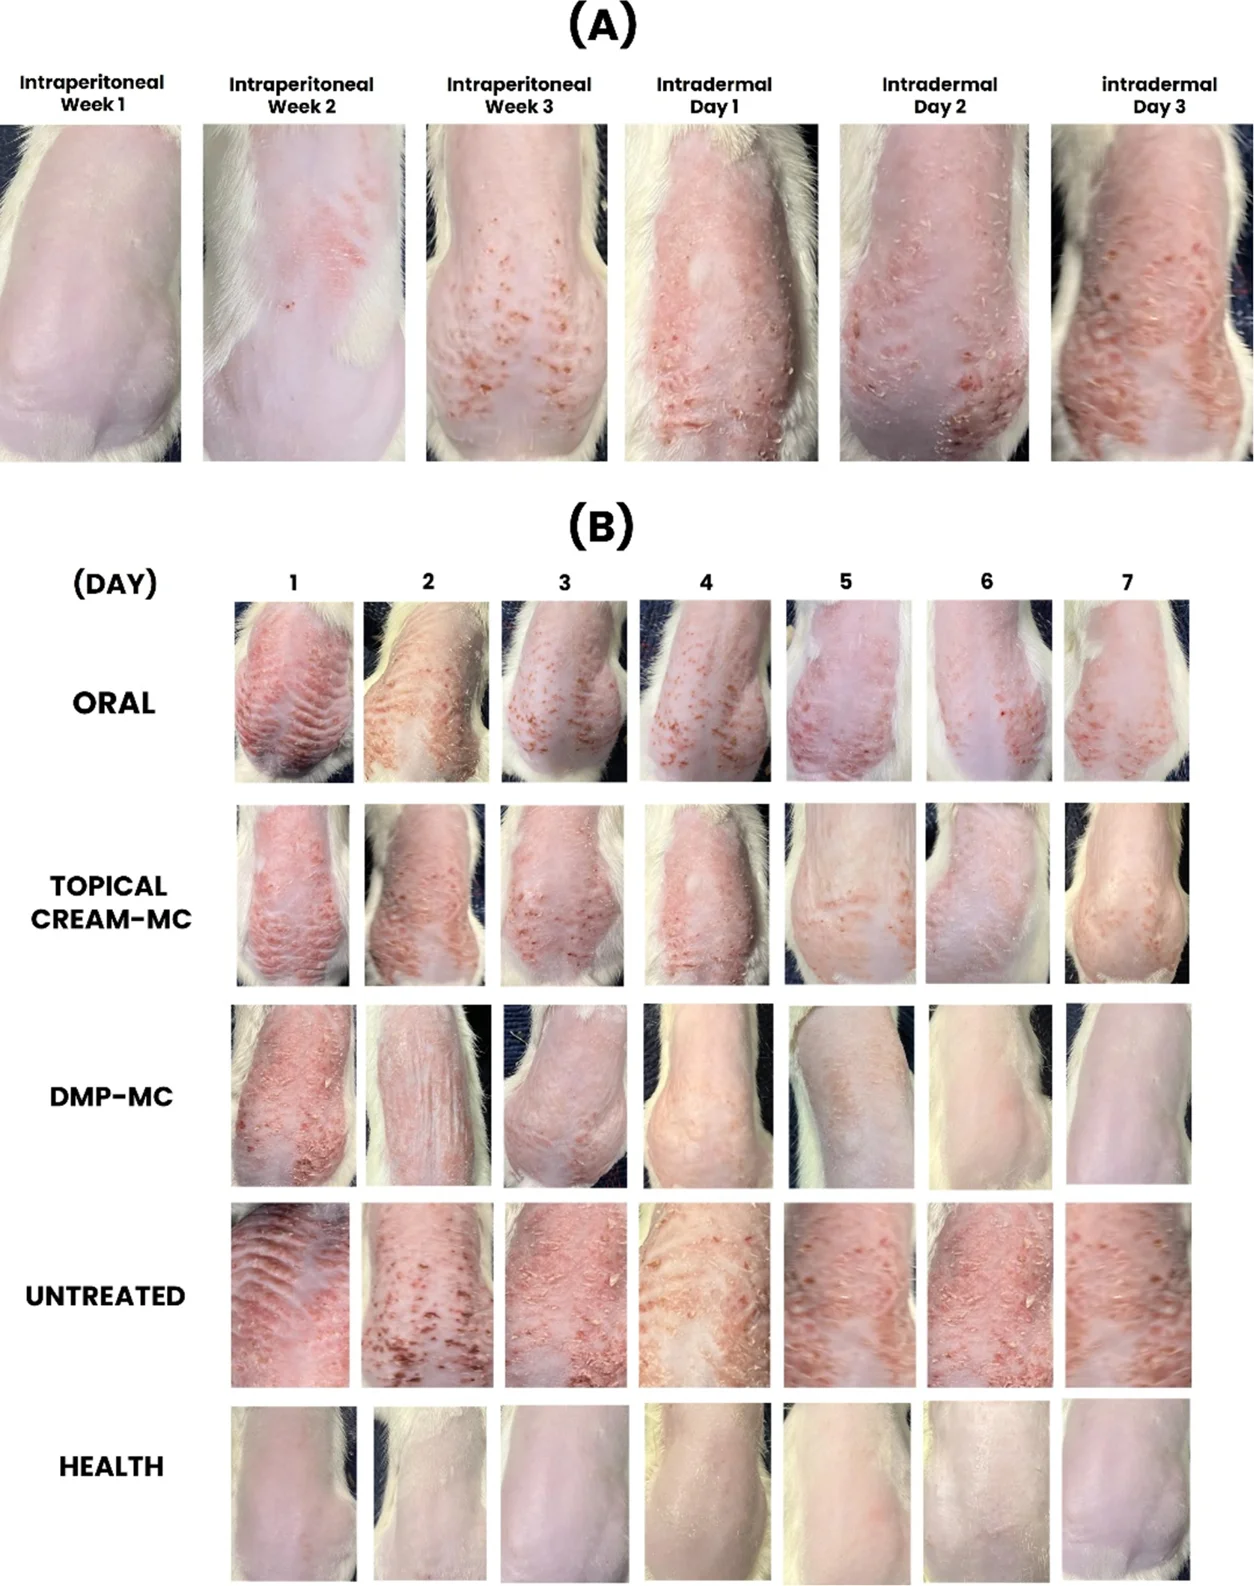 (A)
Intraperitoneal
Week 1
Intraperitoneal
Week 2
Intraperitoneal
Week 3
Intradermal
Day 1
Intradermal
Day 2
intradermal
Day 3
(B)
(DAY) 1 2 3 4 5 6 7
ORAL
TOPICAL
CREAM-MC
DMP-MC
UNTREATED
HEALTH